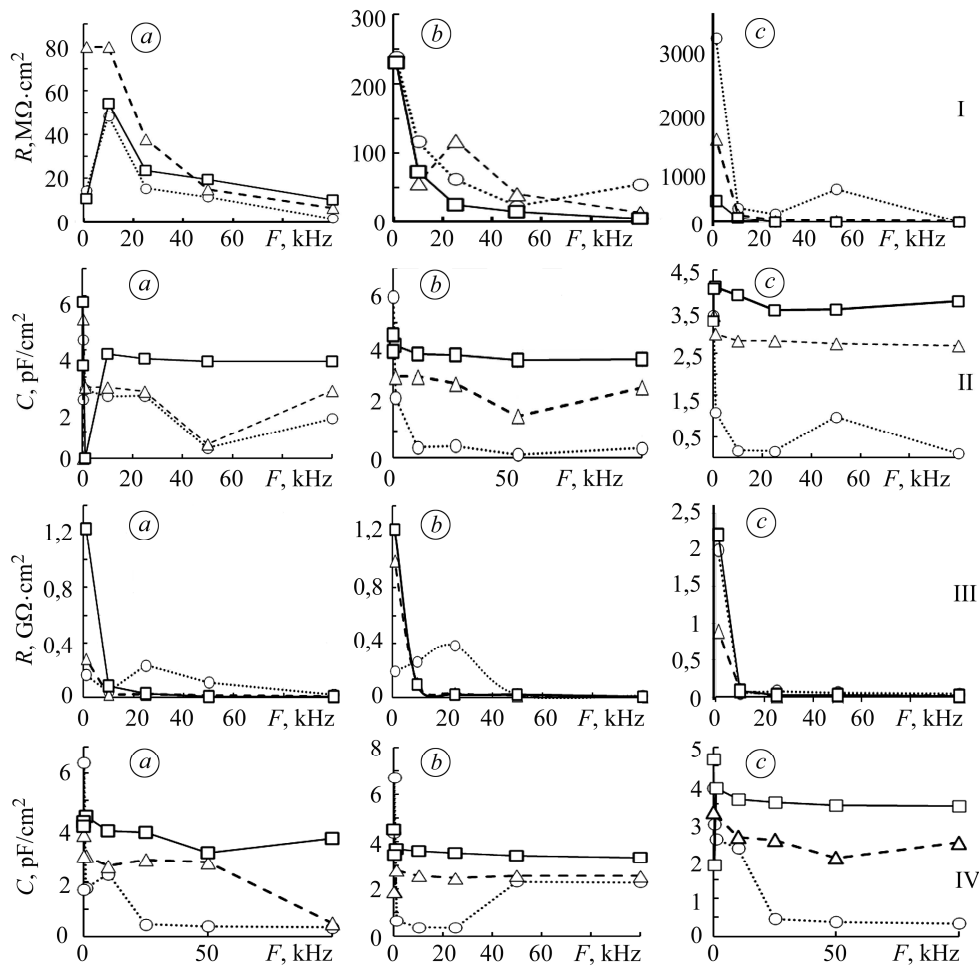 a b c
R, MΩ·cm²
80
60
40
20
0
0 20 40 60 F, kHz
300
200
100
0
0 20 40 60 F, kHz
3000
2000
1000
0
0 20 40 60 F, kHz
I
a b c
C, pF/cm²
6
4
2
0
0 20 40 60 F, kHz
6
4
2
0
0 50 F, kHz
4,5
3,5
2,5
1,5
0,5
0 20 40 60 F, kHz
II
a b c
R, GΩ·cm²
1,2
0,8
0,4
0
0 20 40 60 F, kHz
1,2
0,8
0,4
0
0 20 40 60 F, kHz
2,5
2
1,5
1
0,5
0
0 20 40 60 F, kHz
III
a b c
C, pF/cm²
6
4
2
0
0 50 F, kHz
8
6
4
2
0
0 20 40 60 F, kHz
5
4
3
2
1
0
0 20 40 60 F, kHz
IV